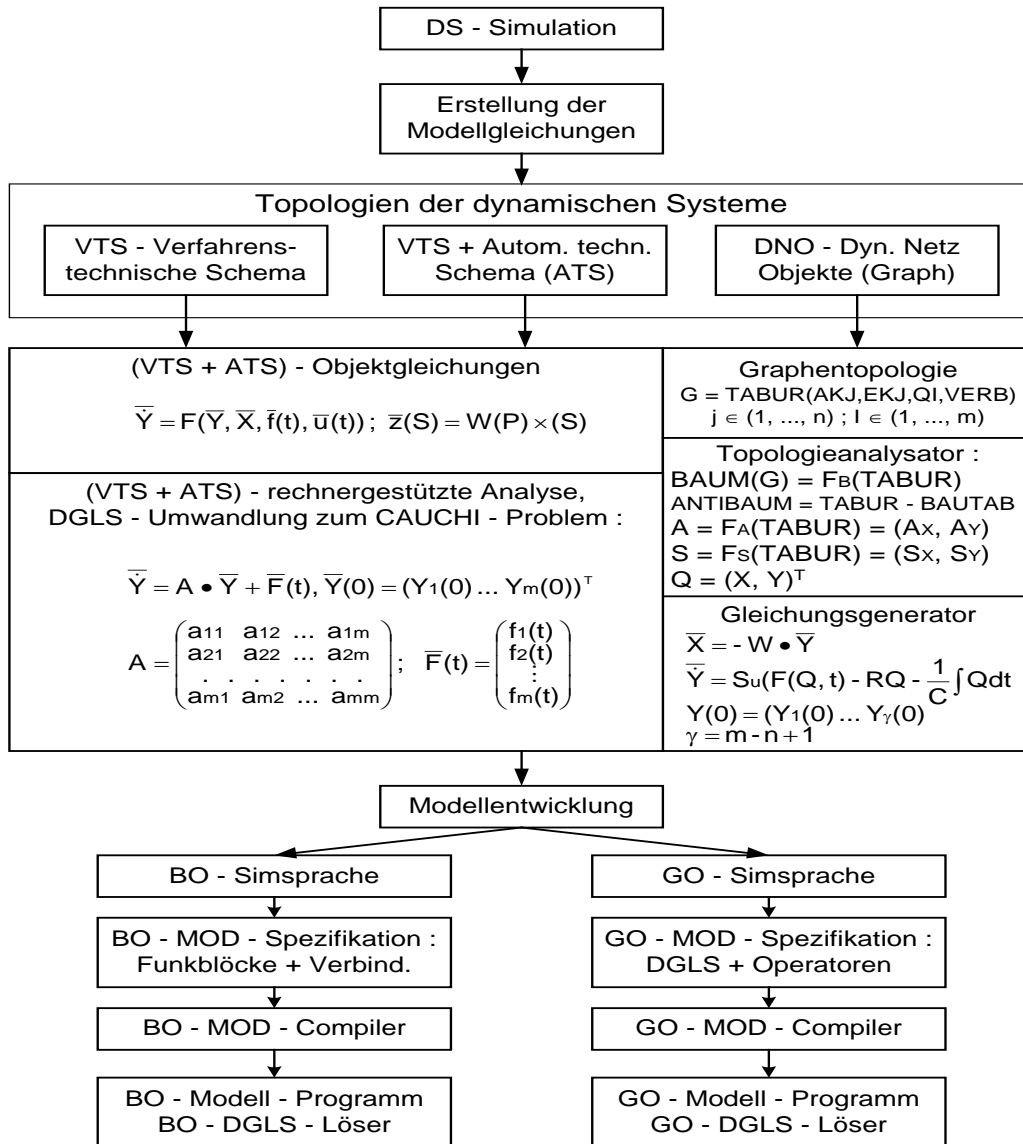 DS - Simulation
Erstellung der
Modellgleichungen
Topologien der dynamischen Systeme
VTS - Verfahrens-
technische Schema
VTS + Autom. techn.
Schema (ATS)
DNO - Dyn. Netz
Objekte (Graph)
(VTS + ATS) - Objektgleichungen
Ẏ̅ = F(Y̅, X̅, f̅(t), u̅(t)) ; z̅(S) = W(P) × (S)
(VTS + ATS) - rechnergestützte Analyse,
DGLS - Umwandlung zum CAUCHI - Problem :
Ẏ̅ = A • Y̅ + F̅(t), Y̅(0) = (Y1(0) ... Ym(0))ᵀ
A = (a11 a12 ... a1m
a21 a22 ... a2m
. . . . . . .
am1 am2 ... amm) ; F̅(t) = (f1(t)
f2(t)
⋮
fm(t))
Graphentopologie
G = TABUR(AKJ,EKJ,QI,VERB)
j ∈ (1, ..., n) ; I ∈ (1, ..., m)
Topologieanalysator :
BAUM(G) = FB(TABUR)
ANTIBAUM = TABUR - BAUTAB
A = FA(TABUR) = (AX, AY)
S = FS(TABUR) = (SX, SY)
Q = (X, Y)ᵀ
Gleichungsgenerator
X̅ = - W • Y̅
Ẏ̅ = Su(F(Q, t) - RQ - 1/C ∫ Qdt
Y(0) = (Y1(0) ... Yγ(0)
γ = m - n + 1
Modellentwicklung
BO - Simsprache
BO - MOD - Spezifikation :
Funkblöcke + Verbind.
BO - MOD - Compiler
BO - Modell - Programm
BO - DGLS - Löser
GO - Simsprache
GO - MOD - Spezifikation :
DGLS + Operatoren
GO - MOD - Compiler
GO - Modell - Programm
GO - DGLS - Löser